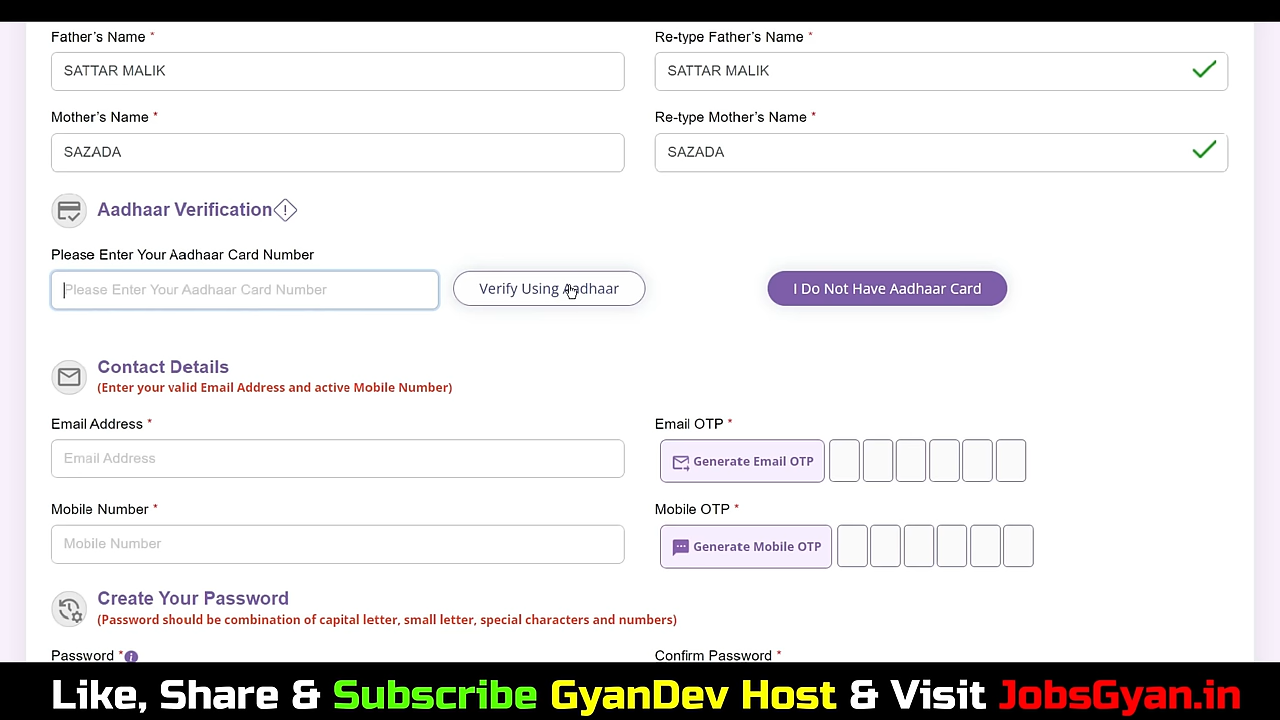 Father's Name * Re-type Father's Name *
SATTAR MALIK SATTAR MALIK
Mother's Name * Re-type Mother's Name *
SAZADA SAZADA
Aadhaar Verification
Please Enter Your Aadhaar Card Number
Please Enter Your Aadhaar Card Number Verify Using Aadhaar I Do Not Have Aadhaar Card
Contact Details
(Enter your valid Email Address and active Mobile Number)
Email Address * Email OTP *
Email Address Generate Email OTP
Mobile Number * Mobile OTP *
Mobile Number Generate Mobile OTP
Create Your Password
(Password should be combination of capital letter, small letter, special characters and numbers)
Password * Confirm Password *
Like, Share & Subscribe GyanDev Host & Visit JobsGyan.in